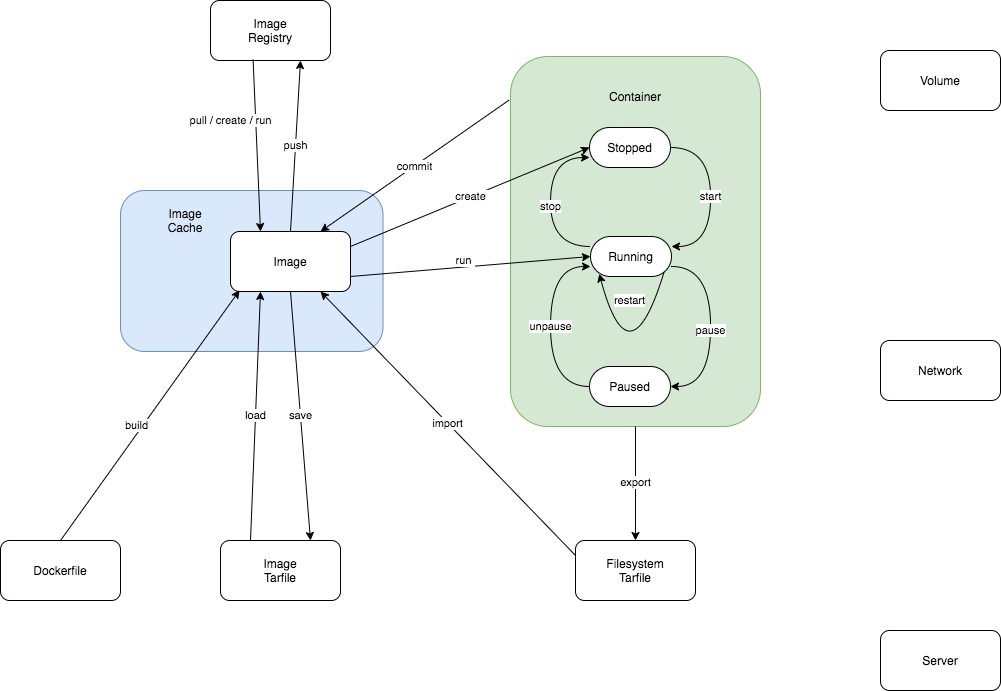 Image
Registry
Volume
Container
pull / create / run
push
Stopped
commit
create
stop
start
Image
Cache
Image
run
Running
restart
unpause
pause
Network
Paused
load
save
build
import
export
Dockerfile
Image
Tarfile
Filesystem
Tarfile
Server